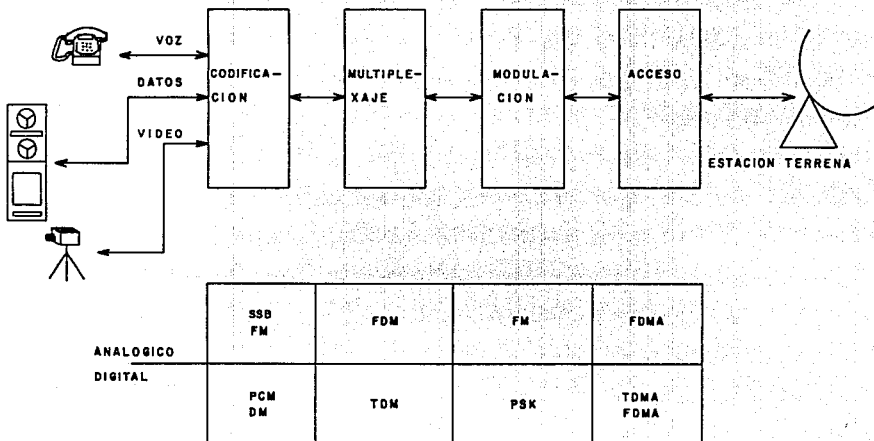 VOZ
DATOS
VIDEO
CODIFICA-
CION
MULTIPLE-
XAJE
MODULA-
CION
ACCESO
ESTACION TERRENA
SSB
FM
FDM
FM
FDMA
ANALOGICO
DIGITAL
PCM
DM
TDM
PSK
TDMA
FDMA